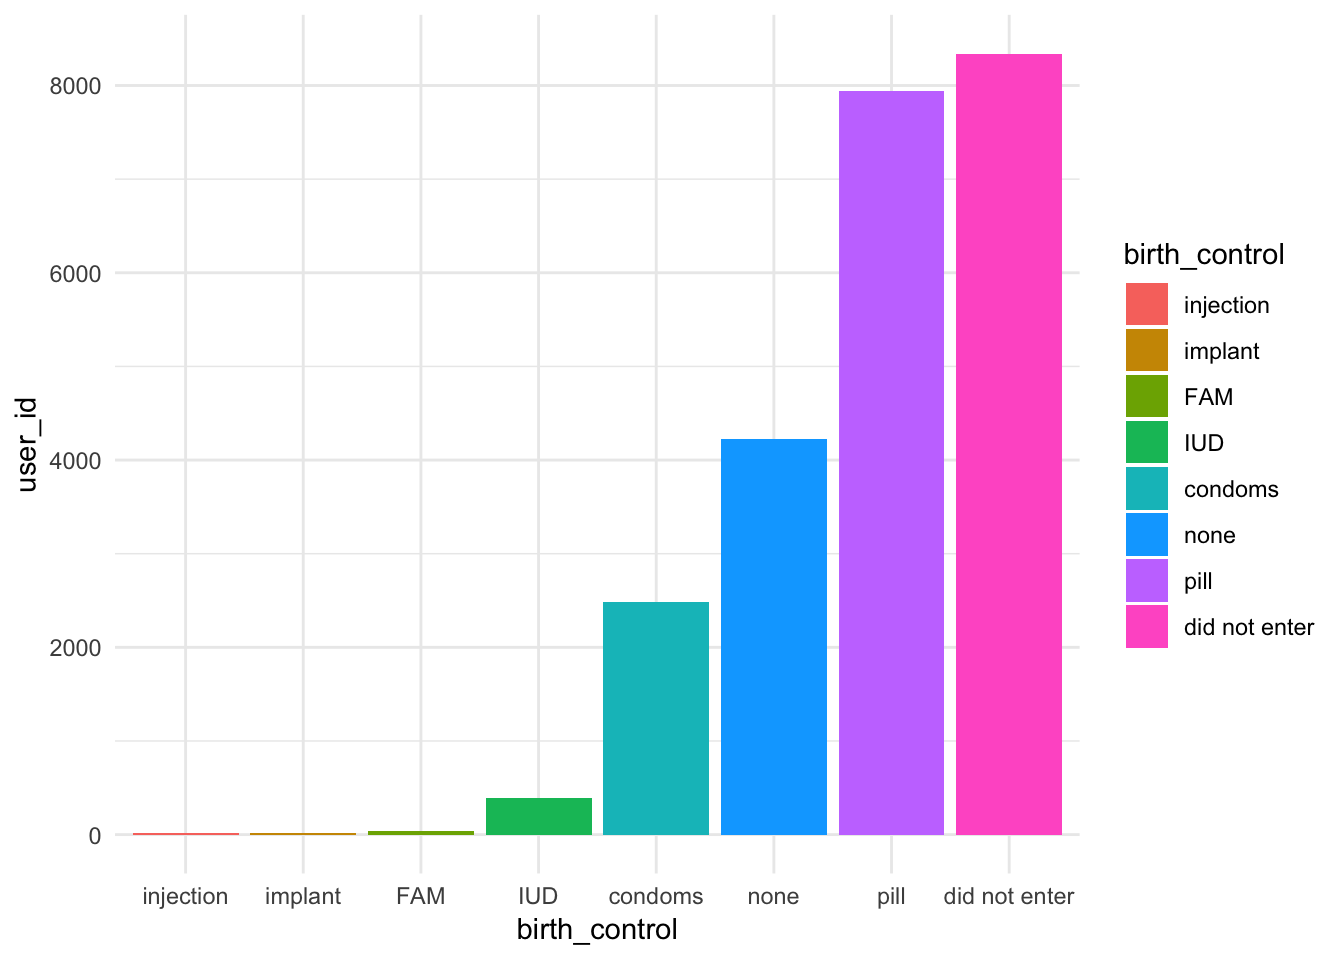 8000
6000
4000
2000
0
user_id
injection
implant
FAM
IUD
condoms
none
pill
did not enter
birth_control
birth_control
injection
implant
FAM
IUD
condoms
none
pill
did not enter